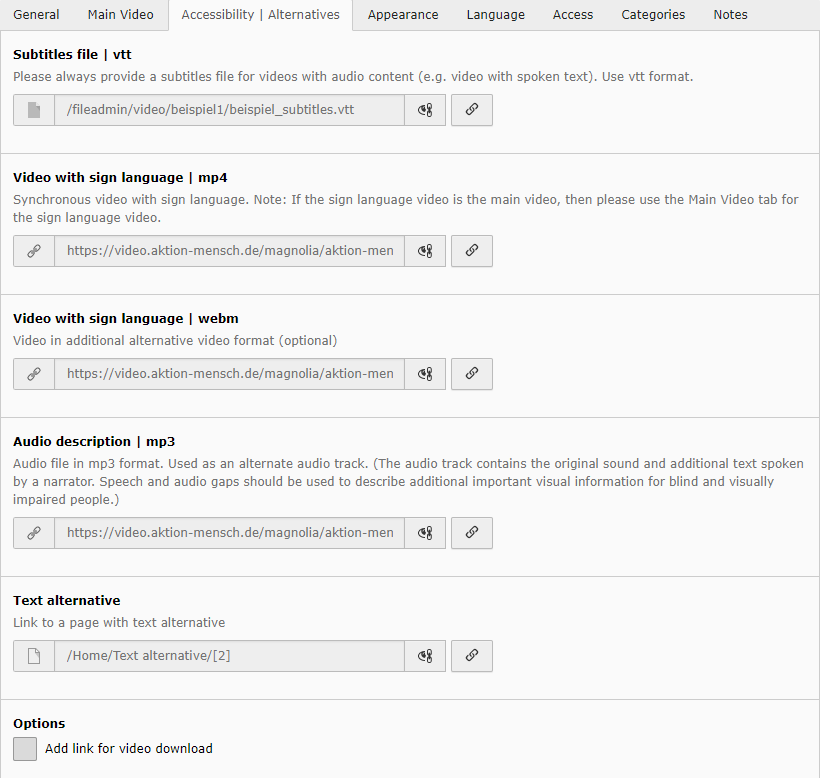 General Main Video Accessibility | Alternatives Appearance Language Access Categories Notes
Subtitles file | vtt
Please always provide a subtitles file for videos with audio content (e.g. video with spoken text). Use vtt format.
/fileadmin/video/beispiel1/beispiel_subtitles.vtt
Video with sign language | mp4
Synchronous video with sign language. Note: If the sign language video is the main video, then please use the Main Video tab for
the sign language video.
https://video.aktion-mensch.de/magnolia/aktion-men
Video with sign language | webm
Video in additional alternative video format (optional)
https://video.aktion-mensch.de/magnolia/aktion-men
Audio description | mp3
Audio file in mp3 format. Used as an alternate audio track. (The audio track contains the original sound and additional text spoken
by a narrator. Speech and audio gaps should be used to describe additional important visual information for blind and visually
impaired people.)
https://video.aktion-mensch.de/magnolia/aktion-men
Text alternative
Link to a page with text alternative
/Home/Text alternative/[2]
Options
Add link for video download